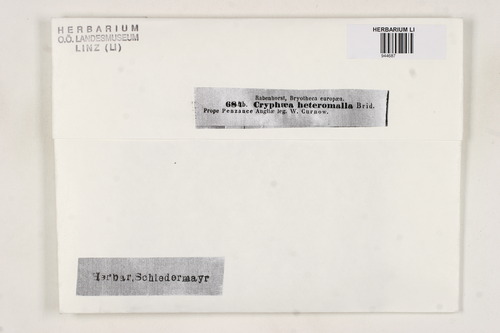 HERBARIUM
O.Ö. LANDESMUSEUM
LINZ (LI)
HERBARIUM LI
Rabenhorst, Bryotheca europaea.
Cryphaea heteromalla Brid.
Prope Penzance Angliae leg. W. Curnow.
Herbar, Schiedermayr